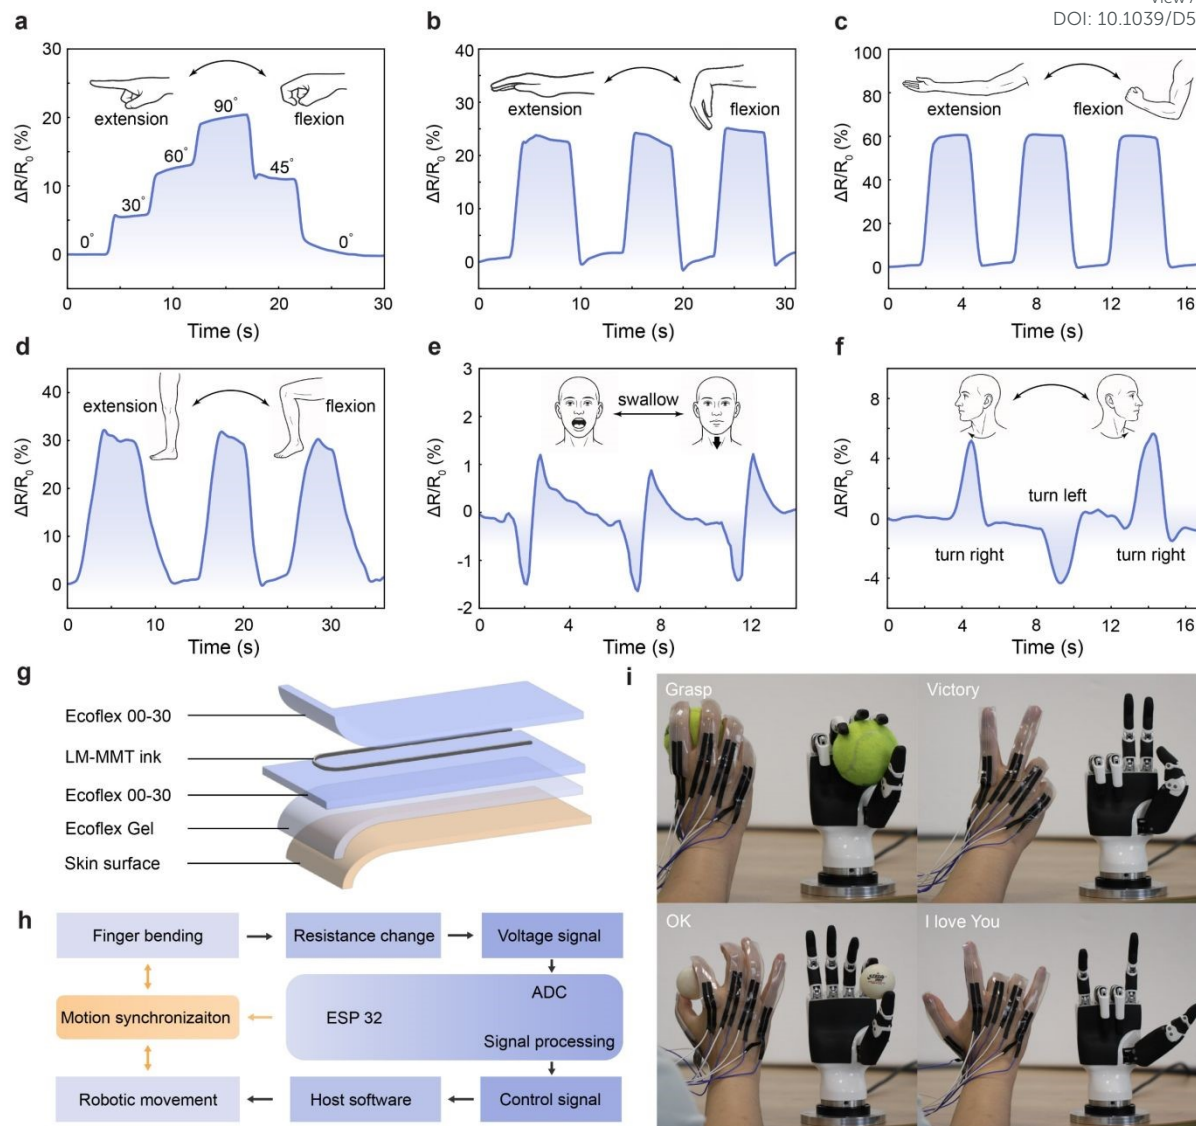 View A
DOI: 10.1039/D5
a
30
20
10
0
ΔR/R₀ (%)
0 10 20 30
Time (s)
extension
flexion
0°
30°
60°
90°
45°
0°
b
40
30
20
10
0
ΔR/R₀ (%)
0 10 20 30
Time (s)
extension
flexion
c
100
80
60
40
20
0
ΔR/R₀ (%)
0 4 8 12 16
Time (s)
extension
flexion
d
40
30
20
10
0
ΔR/R₀ (%)
0 10 20 30
Time (s)
extension
flexion
e
3
2
1
0
-1
-2
ΔR/R₀ (%)
0 4 8 12
Time (s)
swallow
f
8
4
0
-4
ΔR/R₀ (%)
0 4 8 12 16
Time (s)
turn right
turn left
turn right
g
Ecoflex 00-30
LM-MMT ink
Ecoflex 00-30
Ecoflex Gel
Skin surface
h
Finger bending
Resistance change
Voltage signal
Motion synchronizaiton
ESP 32
ADC
Signal processing
Robotic movement
Host software
Control signal
i
Grasp
Victory
OK
I love You